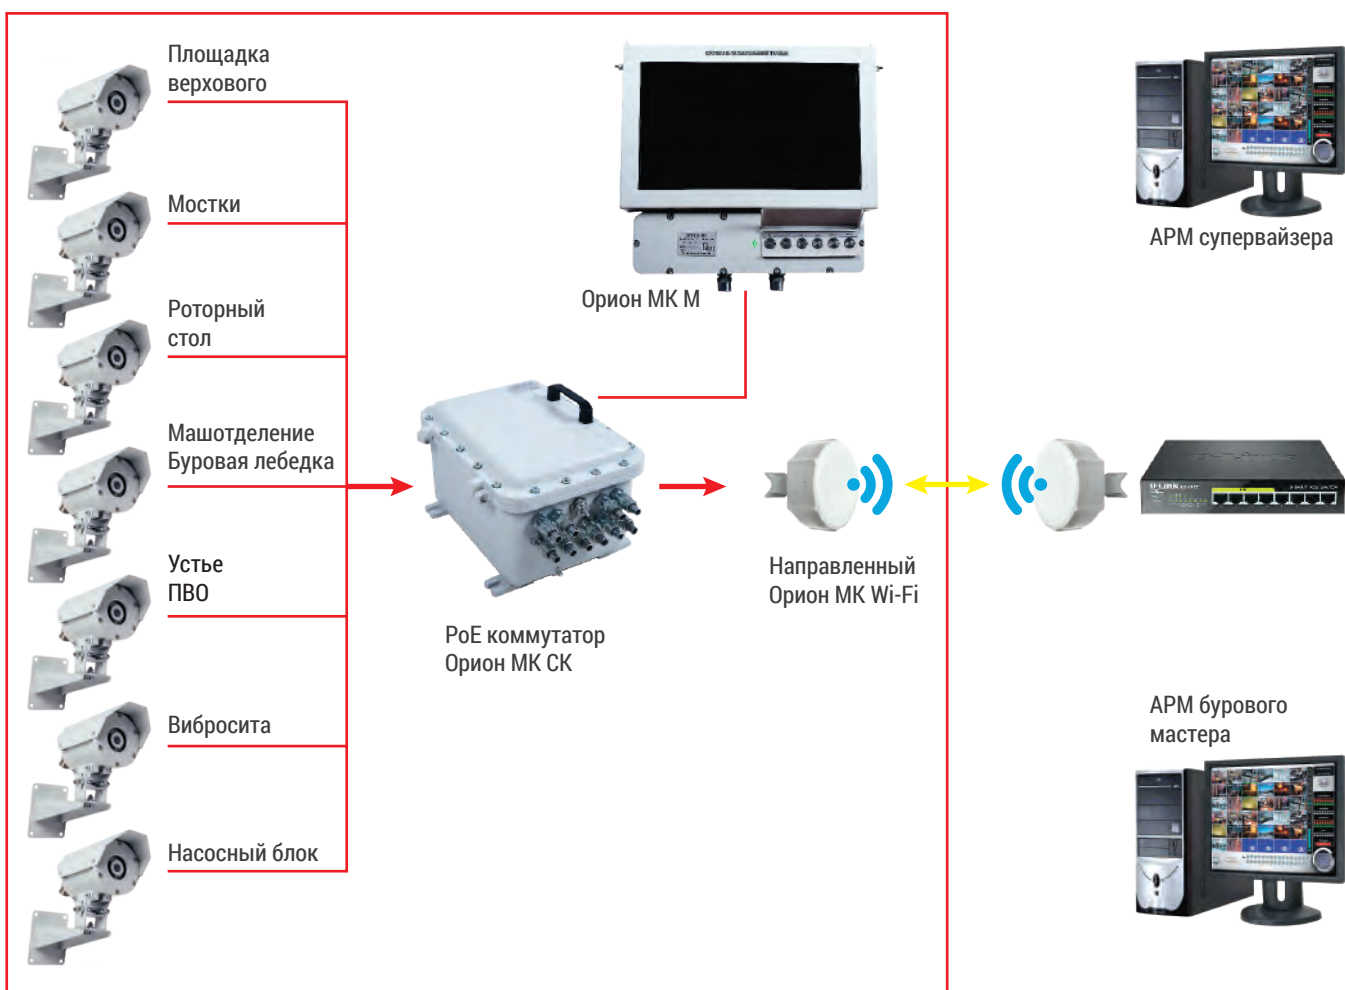 Площадка
верхового
Мостки
Роторный
стол
Машотделение
Буровая лебедка
Устье
ПВО
Вибросита
Насосный блок
Орион МК М
PoE коммутатор
Орион МК СК
Направленный
Орион МК Wi-Fi
АРМ супервайзера
D-Link
АРМ бурового
мастера